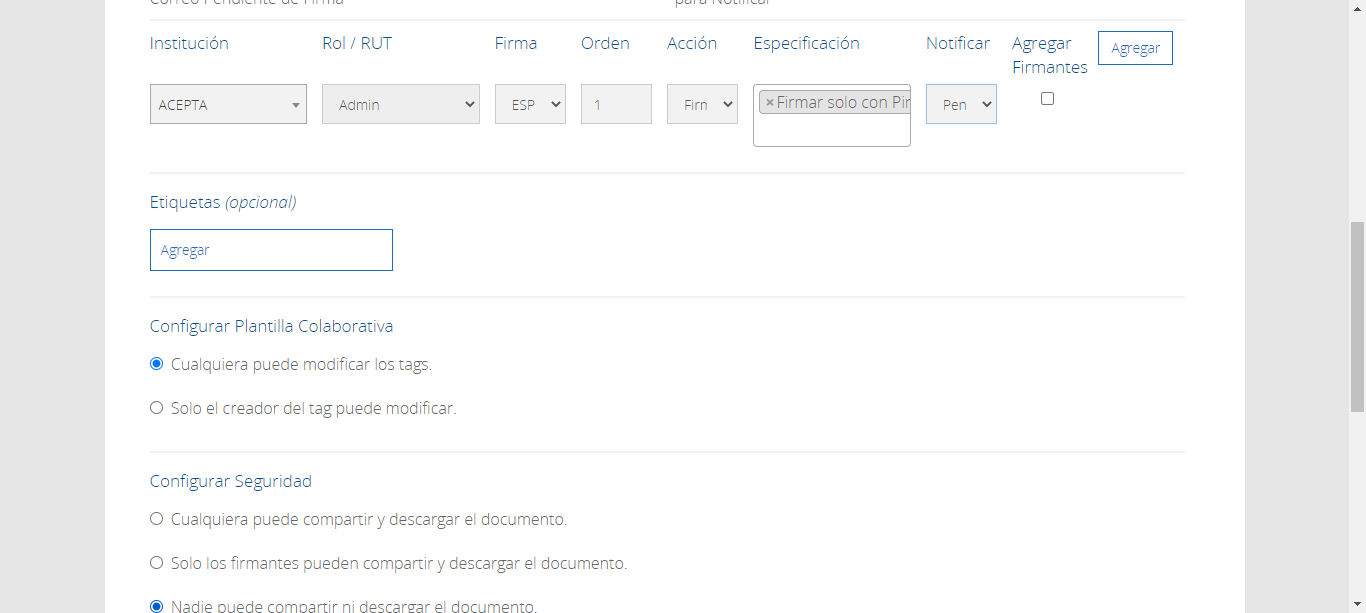 para Notificar
Institución Rol / RUT Firma Orden Acción Especificación Notificar Agregar Firmantes Agregar
ACEPTA Admin ESP 1 Firn ×Firmar solo con Pin Pen
Etiquetas (opcional)
Agregar
Configurar Plantilla Colaborativa
Cualquiera puede modificar los tags.
Solo el creador del tag puede modificar.
Configurar Seguridad
Cualquiera puede compartir y descargar el documento.
Solo los firmantes pueden compartir y descargar el documento.
Nadie puede compartir ni descargar el documento.